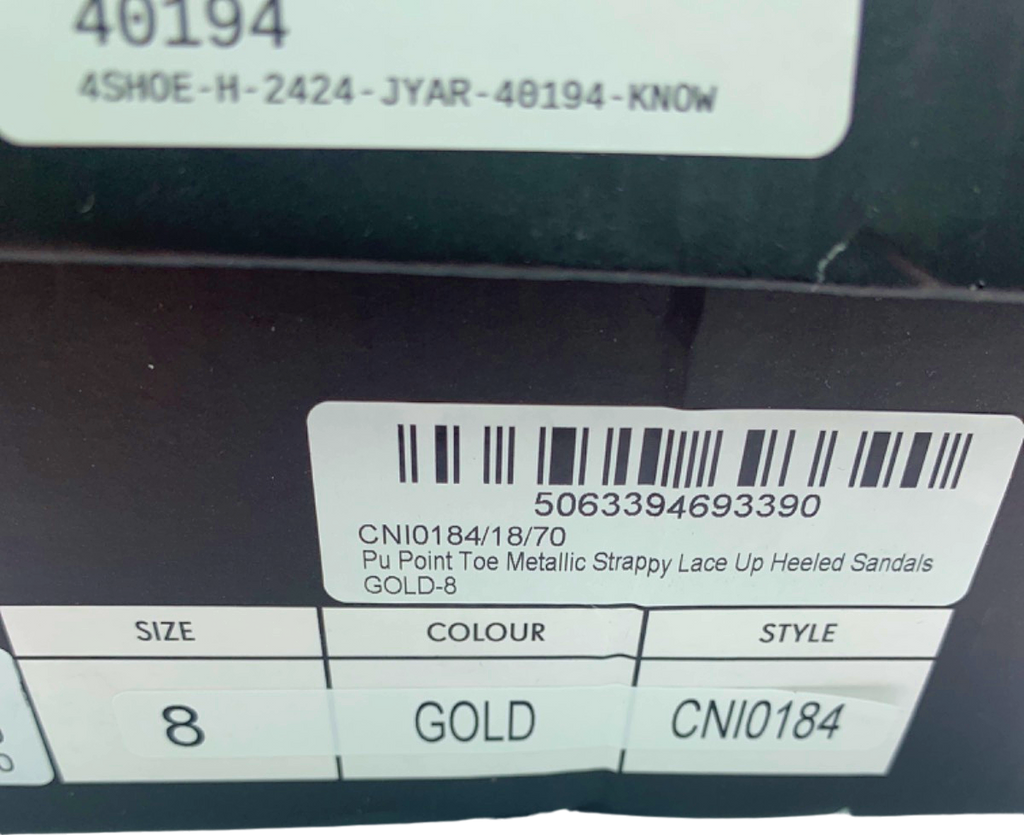 40194
4SHOE-H-2424-JYAR-40194-KNOW
5063394693390
CNI0184/18/70
Pu Point Toe Metallic Strappy Lace Up Heeled Sandals
GOLD-8
SIZE COLOUR STYLE
8 GOLD CNI0184